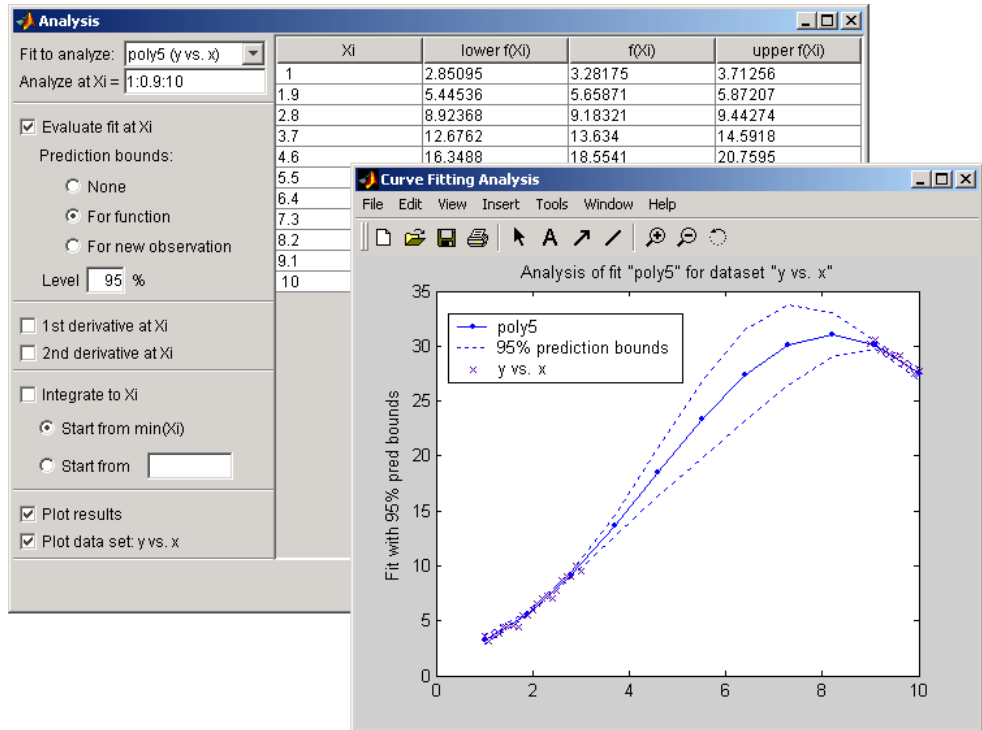 Analysis
Fit to analyze: poly5 (y vs. x)
Analyze at Xi = 1:0.9:10
Evaluate fit at Xi
Prediction bounds:
None
For function
For new observation
Level 95 %
1st derivative at Xi
2nd derivative at Xi
Integrate to Xi
Start from min(Xi)
Start from
Plot results
Plot data set: y vs. x
Xi lower f(Xi) f(Xi) upper f(Xi)
1 2.85095 3.28175 3.71256
1.9 5.44536 5.65871 5.87207
2.8 8.92368 9.18321 9.44274
3.7 12.6762 13.634 14.5918
4.6 16.3488 18.5541 20.7595
5.5
6.4
7.3
8.2
9.1
10
Curve Fitting Analysis
File Edit View Insert Tools Window Help
A
Analysis of fit "poly5" for dataset "y vs. x"
poly5
95% prediction bounds
y vs. x
Fit with 95% pred bounds
35
30
25
20
15
10
5
0
0 2 4 6 8 10